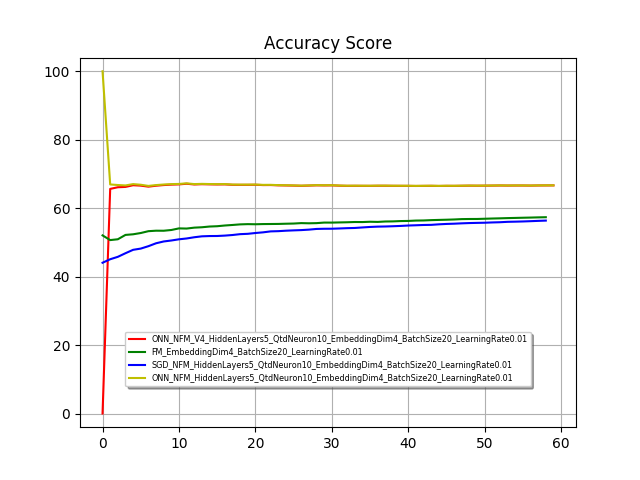 Accuracy Score
100
80
60
40
20
0
ONN_NFM_V4_HiddenLayers5_QtdNeuron10_EmbeddingDim4_BatchSize20_LearningRate0.01
FM_EmbeddingDim4_BatchSize20_LearningRate0.01
SGD_NFM_HiddenLayers5_QtdNeuron10_EmbeddingDim4_BatchSize20_LearningRate0.01
ONN_NFM_HiddenLayers5_QtdNeuron10_EmbeddingDim4_BatchSize20_LearningRate0.01
0 10 20 30 40 50 60